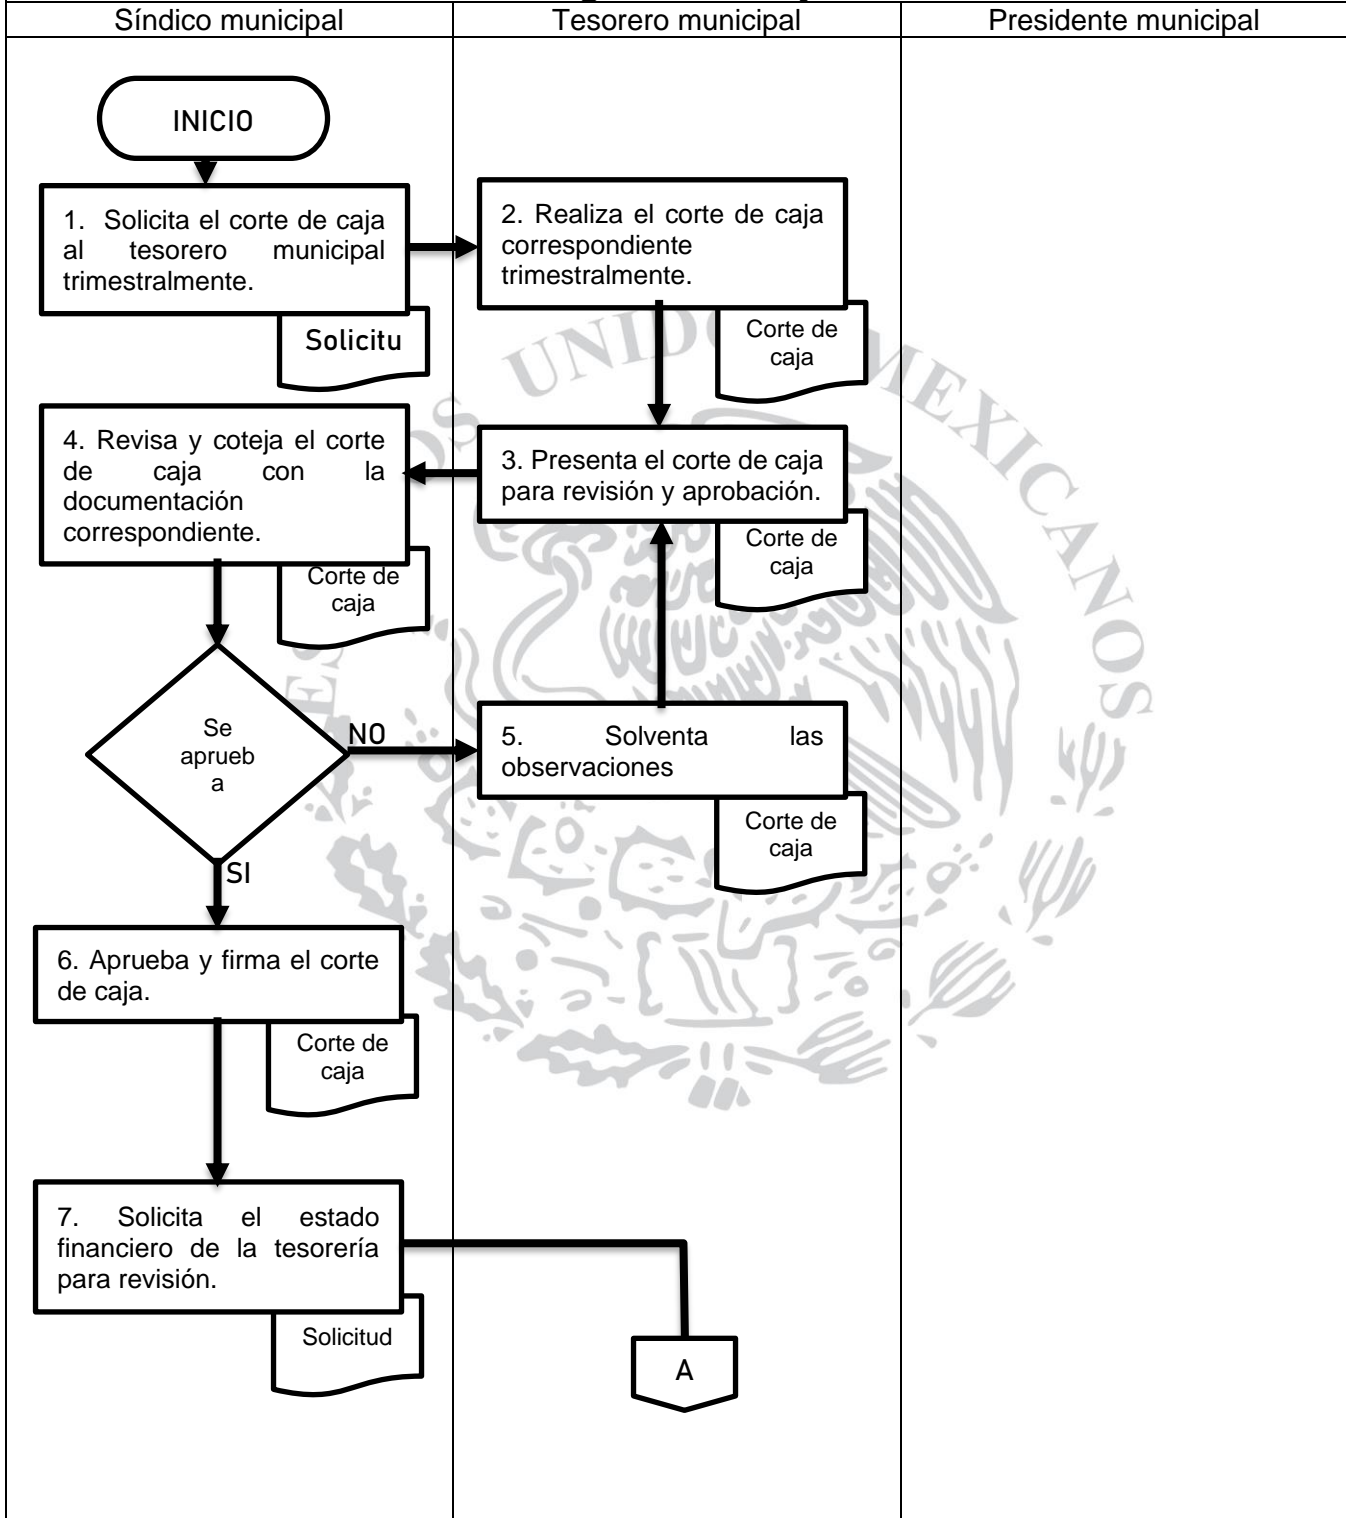 Síndico municipal
Tesorero municipal
Presidente municipal
INICIO
1. Solicita el corte de caja
al tesorero municipal
trimestralmente.
Solicitu
2. Realiza el corte de caja
correspondiente
trimestralmente.
Corte de
caja
3. Presenta el corte de caja
para revisión y aprobación.
Corte de
caja
4. Revisa y coteja el corte
de caja con la
documentación
correspondiente.
Corte de
caja
Se
aprueb
a
NO
SI
5. Solventa las
observaciones
Corte de
caja
6. Aprueba y firma el corte
de caja.
Corte de
caja
7. Solicita el estado
financiero de la tesorería
para revisión.
Solicitud
A
UNIDOS MEXICANOS